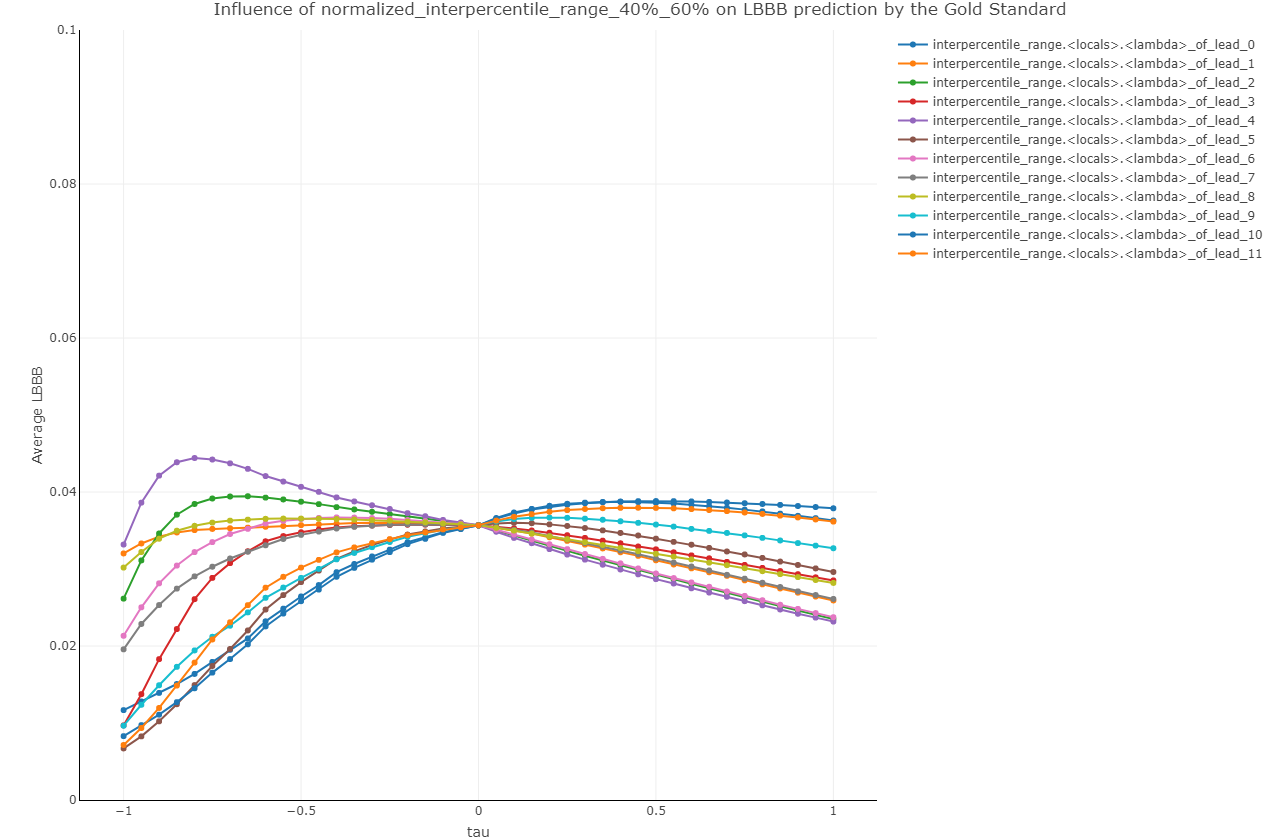 Influence of normalized_interpercentile_range_40%_60% on LBBB prediction by the Gold Standard
0.1
0.08
0.06
0.04
0.02
0
Average LBBB
−1
−0.5
0
0.5
1
tau
interpercentile_range.<locals>.<lambda>_of_lead_0
interpercentile_range.<locals>.<lambda>_of_lead_1
interpercentile_range.<locals>.<lambda>_of_lead_2
interpercentile_range.<locals>.<lambda>_of_lead_3
interpercentile_range.<locals>.<lambda>_of_lead_4
interpercentile_range.<locals>.<lambda>_of_lead_5
interpercentile_range.<locals>.<lambda>_of_lead_6
interpercentile_range.<locals>.<lambda>_of_lead_7
interpercentile_range.<locals>.<lambda>_of_lead_8
interpercentile_range.<locals>.<lambda>_of_lead_9
interpercentile_range.<locals>.<lambda>_of_lead_10
interpercentile_range.<locals>.<lambda>_of_lead_11